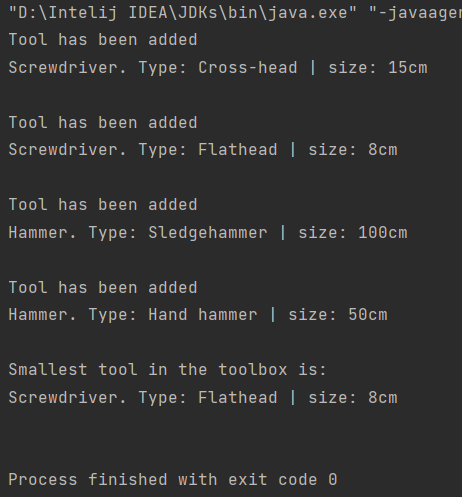 "D:\Intelij IDEA\JDKs\bin\java.exe" "-javaager
Tool has been added
Screwdriver. Type: Cross-head | size: 15cm
Tool has been added
Screwdriver. Type: Flathead | size: 8cm
Tool has been added
Hammer. Type: Sledgehammer | size: 100cm
Tool has been added
Hammer. Type: Hand hammer | size: 50cm
Smallest tool in the toolbox is:
Screwdriver. Type: Flathead | size: 8cm
Process finished with exit code 0